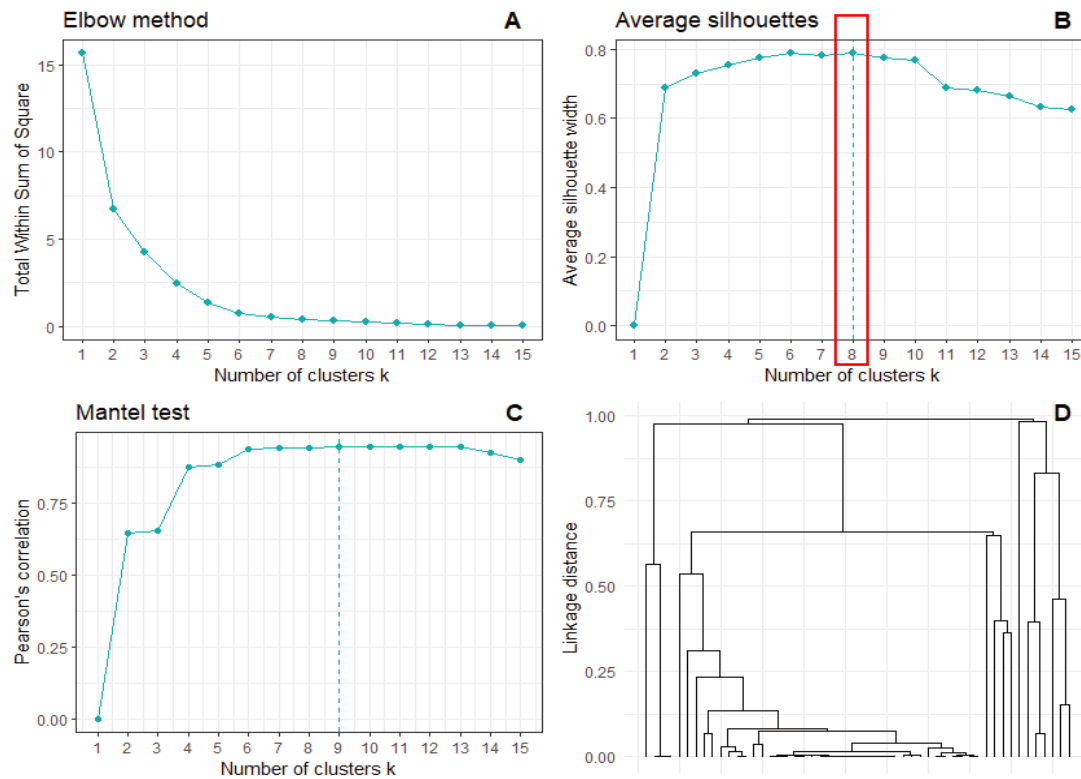 Elbow method A
Total Within Sum of Square
15
10
5
0
1 2 3 4 5 6 7 8 9 10 11 12 13 14 15
Number of clusters k
Average silhouettes B
Average silhouette width
0.8
0.6
0.4
0.2
0.0
1 2 3 4 5 6 7 8 9 10 11 12 13 14 15
Number of clusters k
Mantel test C
Pearson's correlation
0.75
0.50
0.25
0.00
1 2 3 4 5 6 7 8 9 10 11 12 13 14 15
Number of clusters k
D
Linkage distance
1.00
0.75
0.50
0.25
0.00